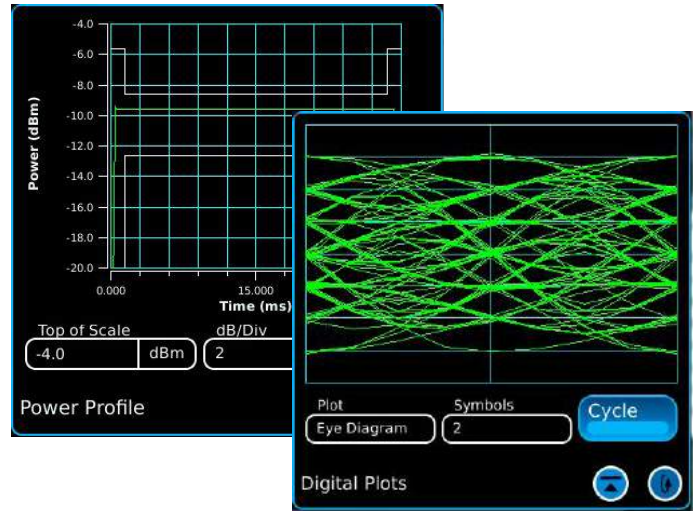 -4.0
-6.0
-8.0
-10.0
-12.0
-14.0
-16.0
-18.0
-20.0
Power (dBm)
0.000
15.000
Time (ms)
Top of Scale
dB/Div
-4.0
dBm
2
Power Profile
Plot
Symbols
Eye Diagram
2
Cycle
Digital Plots